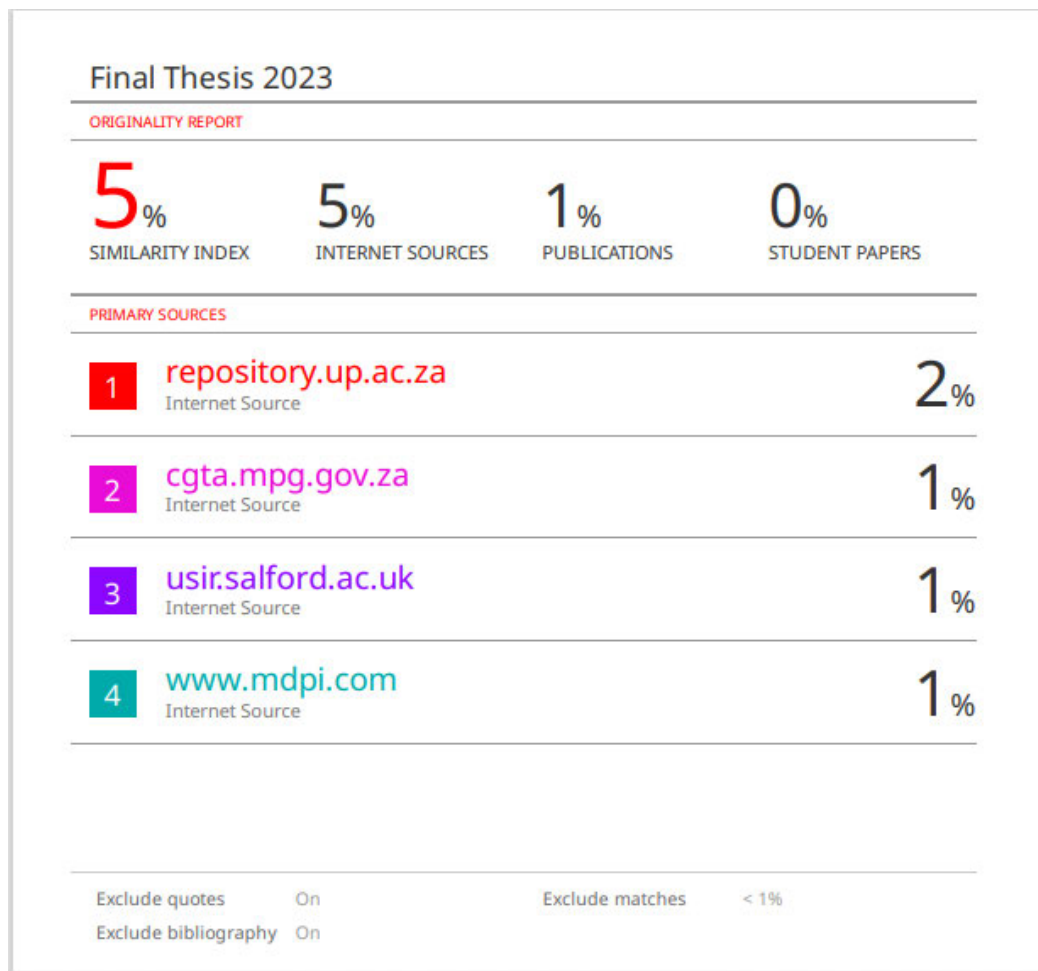 Final Thesis 2023
ORIGINALITY REPORT
5% 5% 1% 0%
SIMILARITY INDEX INTERNET SOURCES PUBLICATIONS STUDENT PAPERS
PRIMARY SOURCES
1 repository.up.ac.za 2%
Internet Source
2 cgta.mpg.gov.za 1%
Internet Source
3 usir.salford.ac.uk 1%
Internet Source
4 www.mdpi.com 1%
Internet Source
Exclude quotes On Exclude matches < 1%
Exclude bibliography On